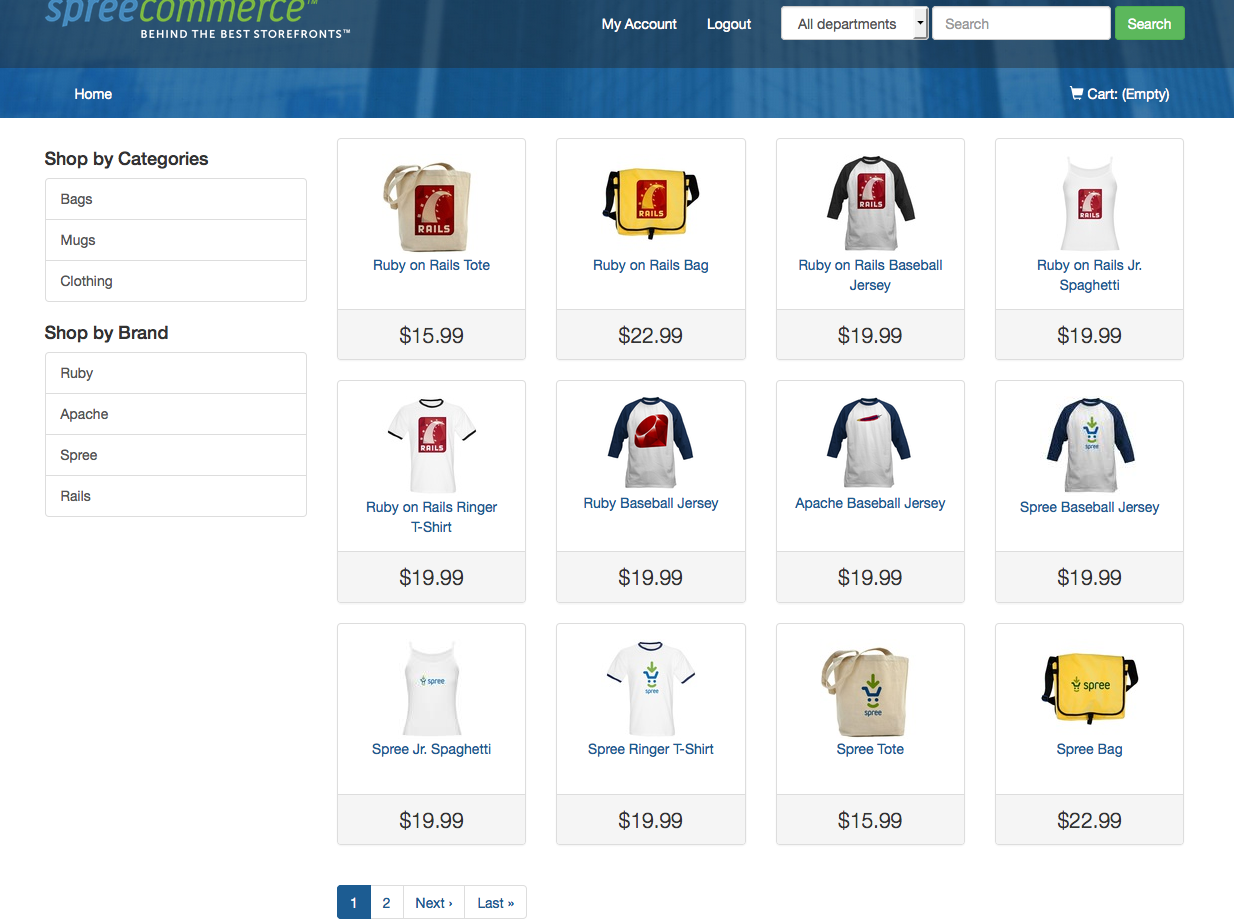 spreecommerce™
BEHIND THE BEST STOREFRONTS™
My Account Logout All departments Search Search
Home Cart: (Empty)
Shop by Categories
Bags
Mugs
Clothing
Shop by Brand
Ruby
Apache
Spree
Rails
RAILS
Ruby on Rails Tote
$15.99
RAILS
Ruby on Rails Bag
$22.99
RAILS
Ruby on Rails Baseball
Jersey
$19.99
RAILS
Ruby on Rails Jr.
Spaghetti
$19.99
RAILS
Ruby on Rails Ringer
T-Shirt
$19.99
Ruby Baseball Jersey
$19.99
Apache Baseball Jersey
$19.99
spree
Spree Baseball Jersey
$19.99
spree
Spree Jr. Spaghetti
$19.99
spree
Spree Ringer T-Shirt
$19.99
spree
Spree Tote
$15.99
spree
Spree Bag
$22.99
1 2 Next › Last »